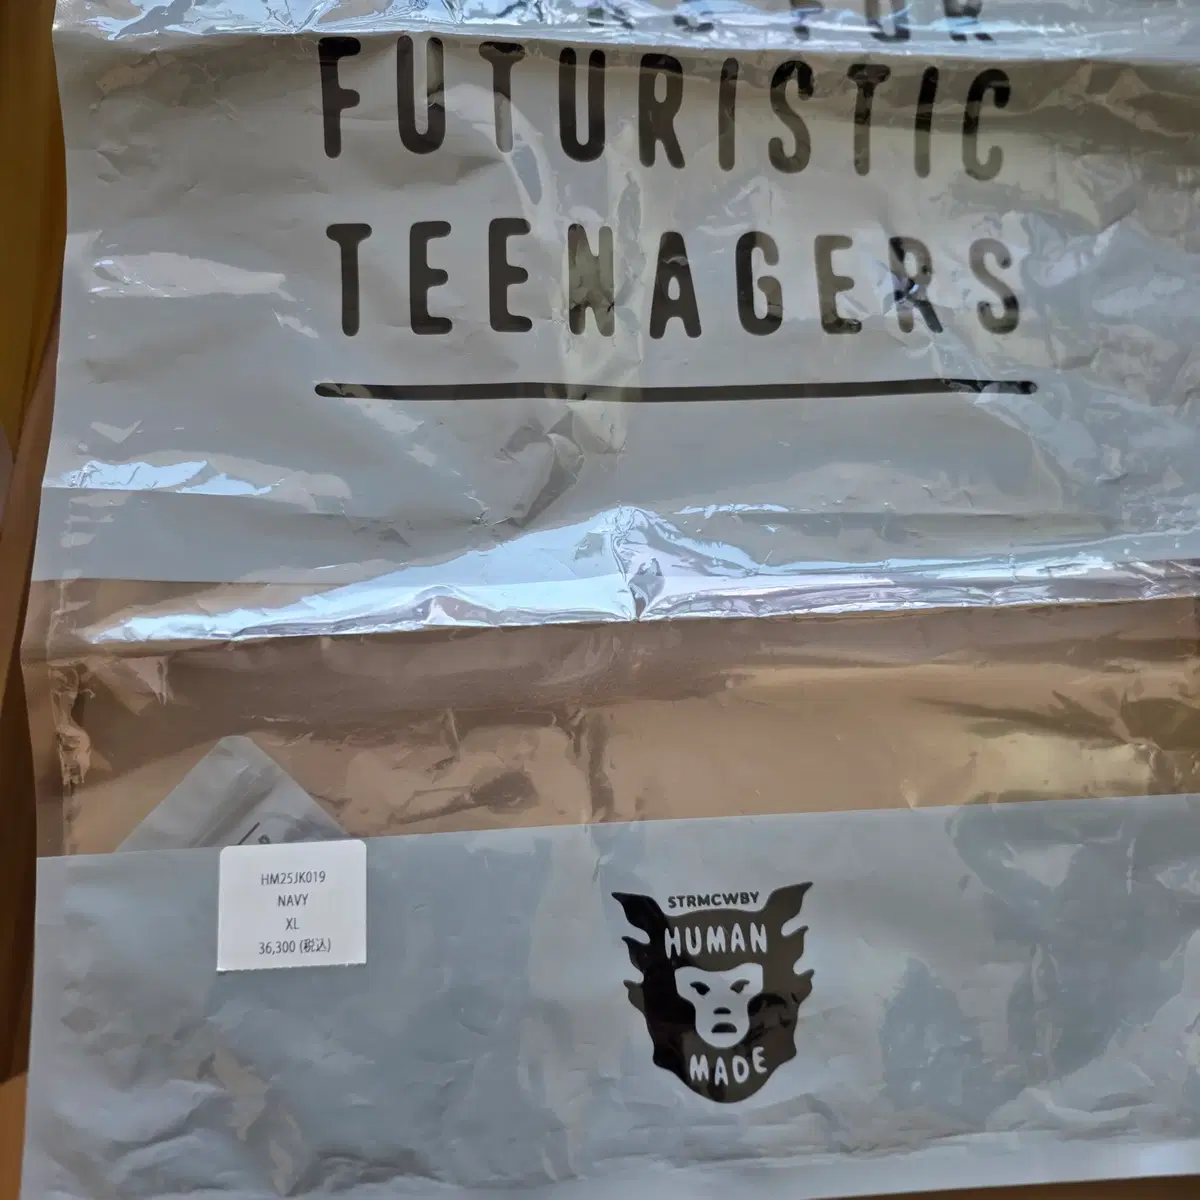 FUTURISTIC
TEENAGERS
HM25JK019
NAVY
XL
36,300 (税込)
STRMCWBY
HUMAN
MADE